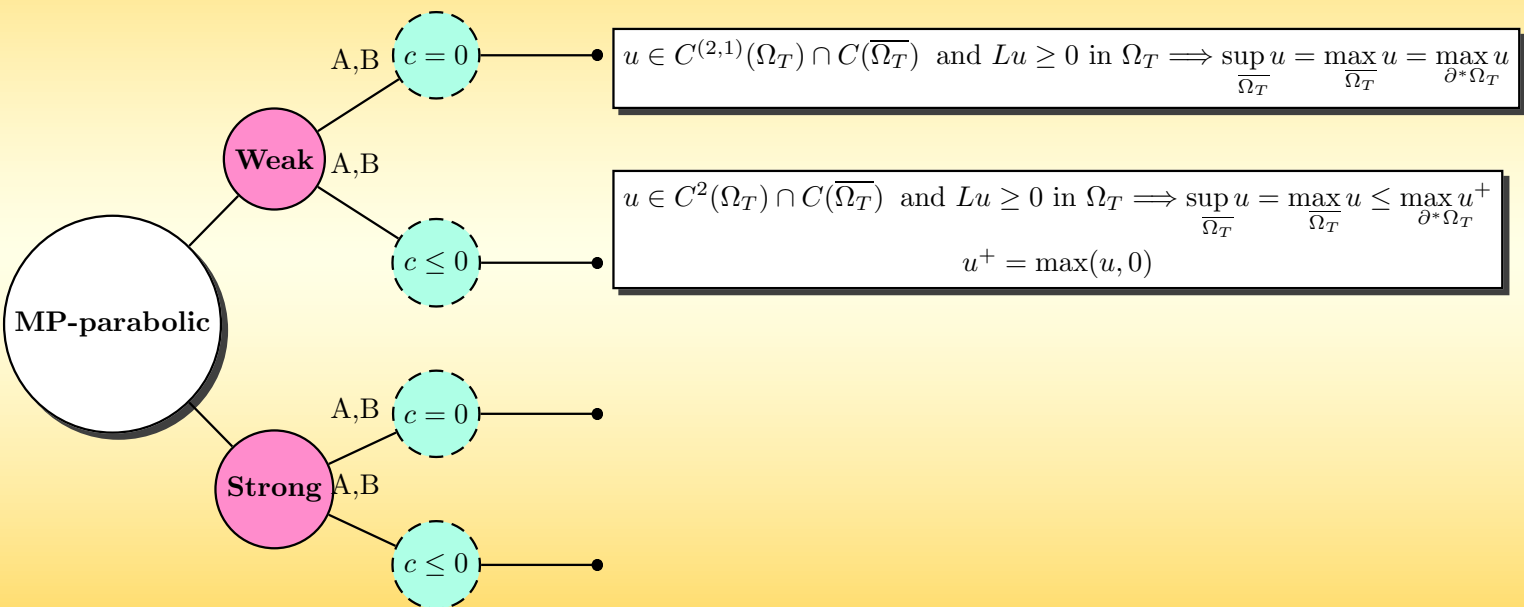 A,B
c = 0
u ∈ C^{(2,1)}(Ω_T) ∩ C(\overline{Ω_T}) and Lu ≥ 0 in Ω_T ⟹ sup_{\overline{Ω_T}} u = max_{\overline{Ω_T}} u = max_{∂*Ω_T} u
Weak
A,B
c ≤ 0
u ∈ C^2(Ω_T) ∩ C(\overline{Ω_T}) and Lu ≥ 0 in Ω_T ⟹ sup_{\overline{Ω_T}} u = max_{\overline{Ω_T}} u ≤ max_{∂*Ω_T} u^+
u^+ = max(u, 0)
MP-parabolic
A,B
c = 0
Strong
A,B
c ≤ 0